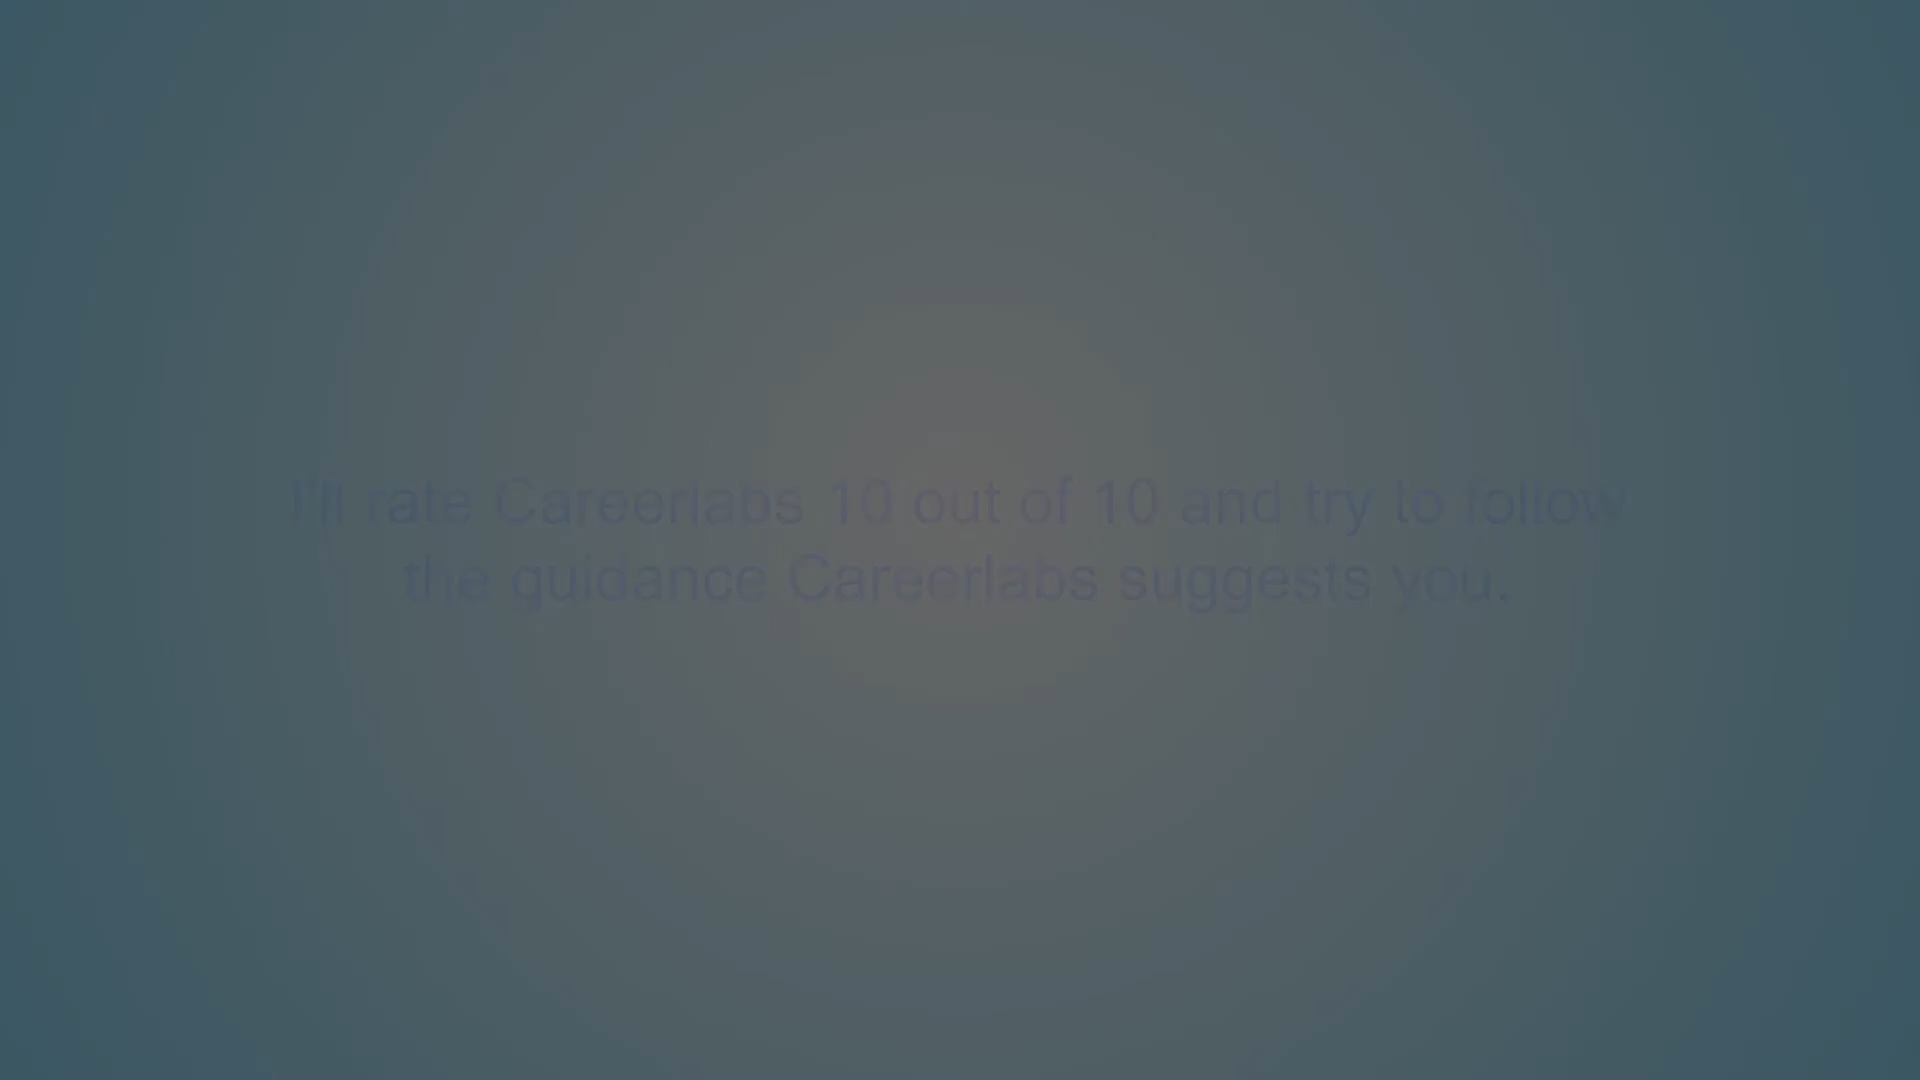 I'll rate Careerlabs 10 out of 10 and try to follow
the guidance Careerlabs suggests you.